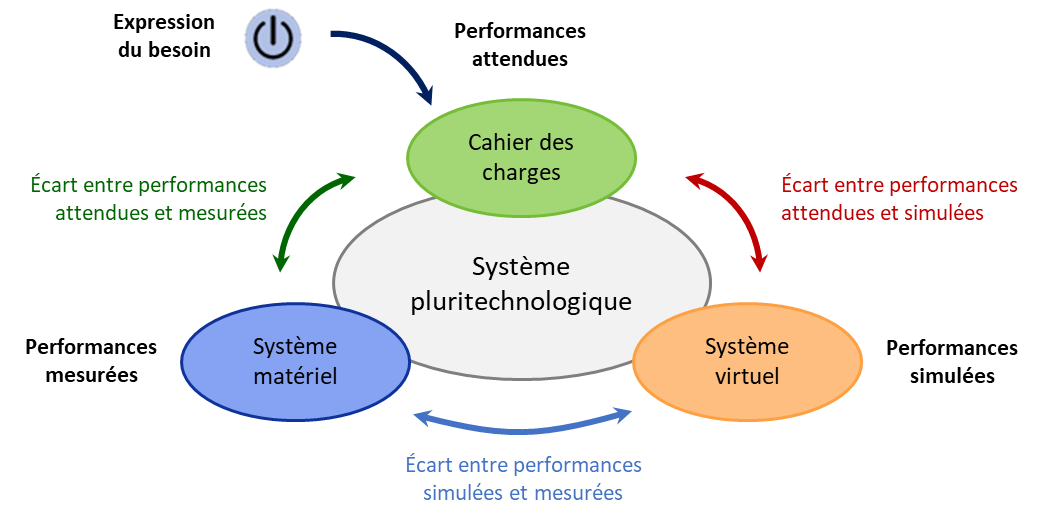 Expression
du besoin
Performances
attendues
Cahier des
charges
Écart entre performances
attendues et mesurées
Écart entre performances
attendues et simulées
Système
pluritechnologique
Performances
mesurées
Système
matériel
Système
virtuel
Performances
simulées
Écart entre performances
simulées et mesurées